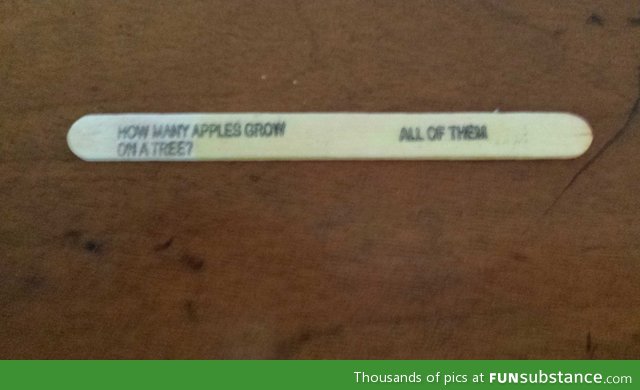 HOW MANY APPLES GROW
ON A TREE?
ALL OF THEM
Thousands of pics at FUNsubstance.com